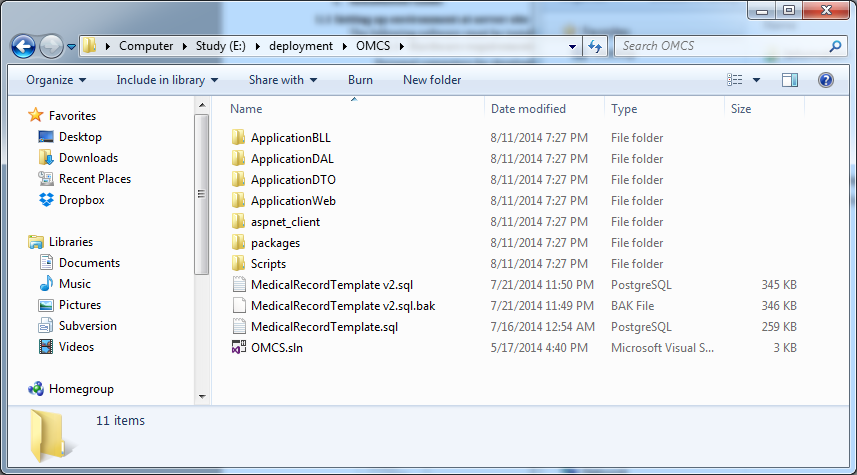 Computer Study (E:) deployment OMCS Search OMCS
Organize Include in library Share with Burn New folder
Name Date modified Type Size
Favorites
Desktop
Downloads
Recent Places
Dropbox
Libraries
Documents
Music
Pictures
Subversion
Videos
Homegroup
ApplicationBLL 8/11/2014 7:27 PM File folder
ApplicationDAL 8/11/2014 7:27 PM File folder
ApplicationDTO 8/11/2014 7:27 PM File folder
ApplicationWeb 8/11/2014 7:27 PM File folder
aspnet_client 8/11/2014 7:27 PM File folder
packages 8/11/2014 7:27 PM File folder
Scripts 8/11/2014 7:27 PM File folder
MedicalRecordTemplate v2.sql 7/21/2014 11:50 PM PostgreSQL 345 KB
MedicalRecordTemplate v2.sql.bak 7/21/2014 11:49 PM BAK File 346 KB
MedicalRecordTemplate.sql 7/16/2014 12:54 AM PostgreSQL 259 KB
OMCS.sln 5/17/2014 4:40 PM Microsoft Visual S... 3 KB
11 items